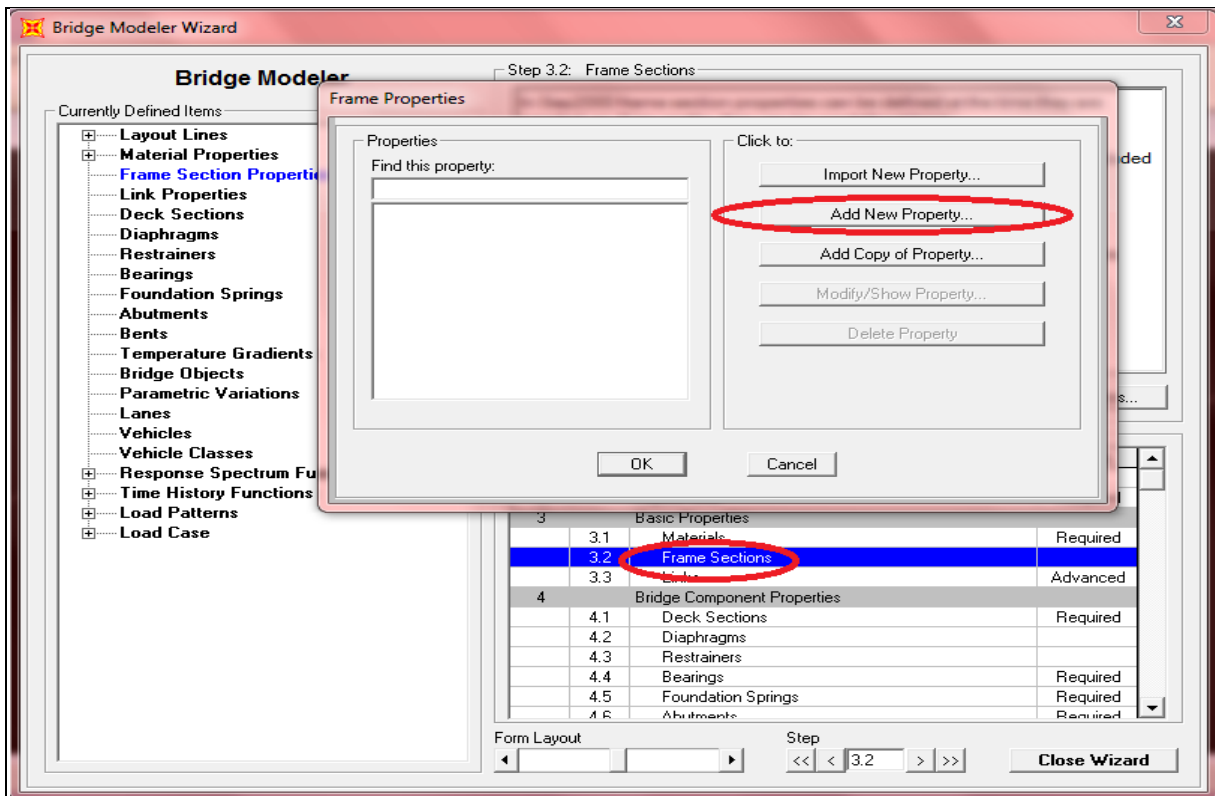 Bridge Modeler Wizard
Bridge Modeler
Currently Defined Items
Layout Lines
Material Properties
Frame Section Propertie
Link Properties
Deck Sections
Diaphragms
Restrainers
Bearings
Foundation Springs
Abutments
Bents
Temperature Gradients
Bridge Objects
Parametric Variations
Lanes
Vehicles
Vehicle Classes
Response Spectrum Fu
Time History Functions
Load Patterns
Load Case
Step 3.2: Frame Sections
ded
s...
Frame Properties
Properties
Find this property:
Click to:
Import New Property...
Add New Property...
Add Copy of Property...
Modify/Show Property...
Delete Property
OK Cancel
3 Basic Properties
3.1 Materials Required
3.2 Frame Sections
3.3 Links Advanced
4 Bridge Component Properties
4.1 Deck Sections Required
4.2 Diaphragms
4.3 Restrainers
4.4 Bearings Required
4.5 Foundation Springs Required
4.6 Abutments Required
Form Layout
Step
<< < 3.2 > >>
Close Wizard